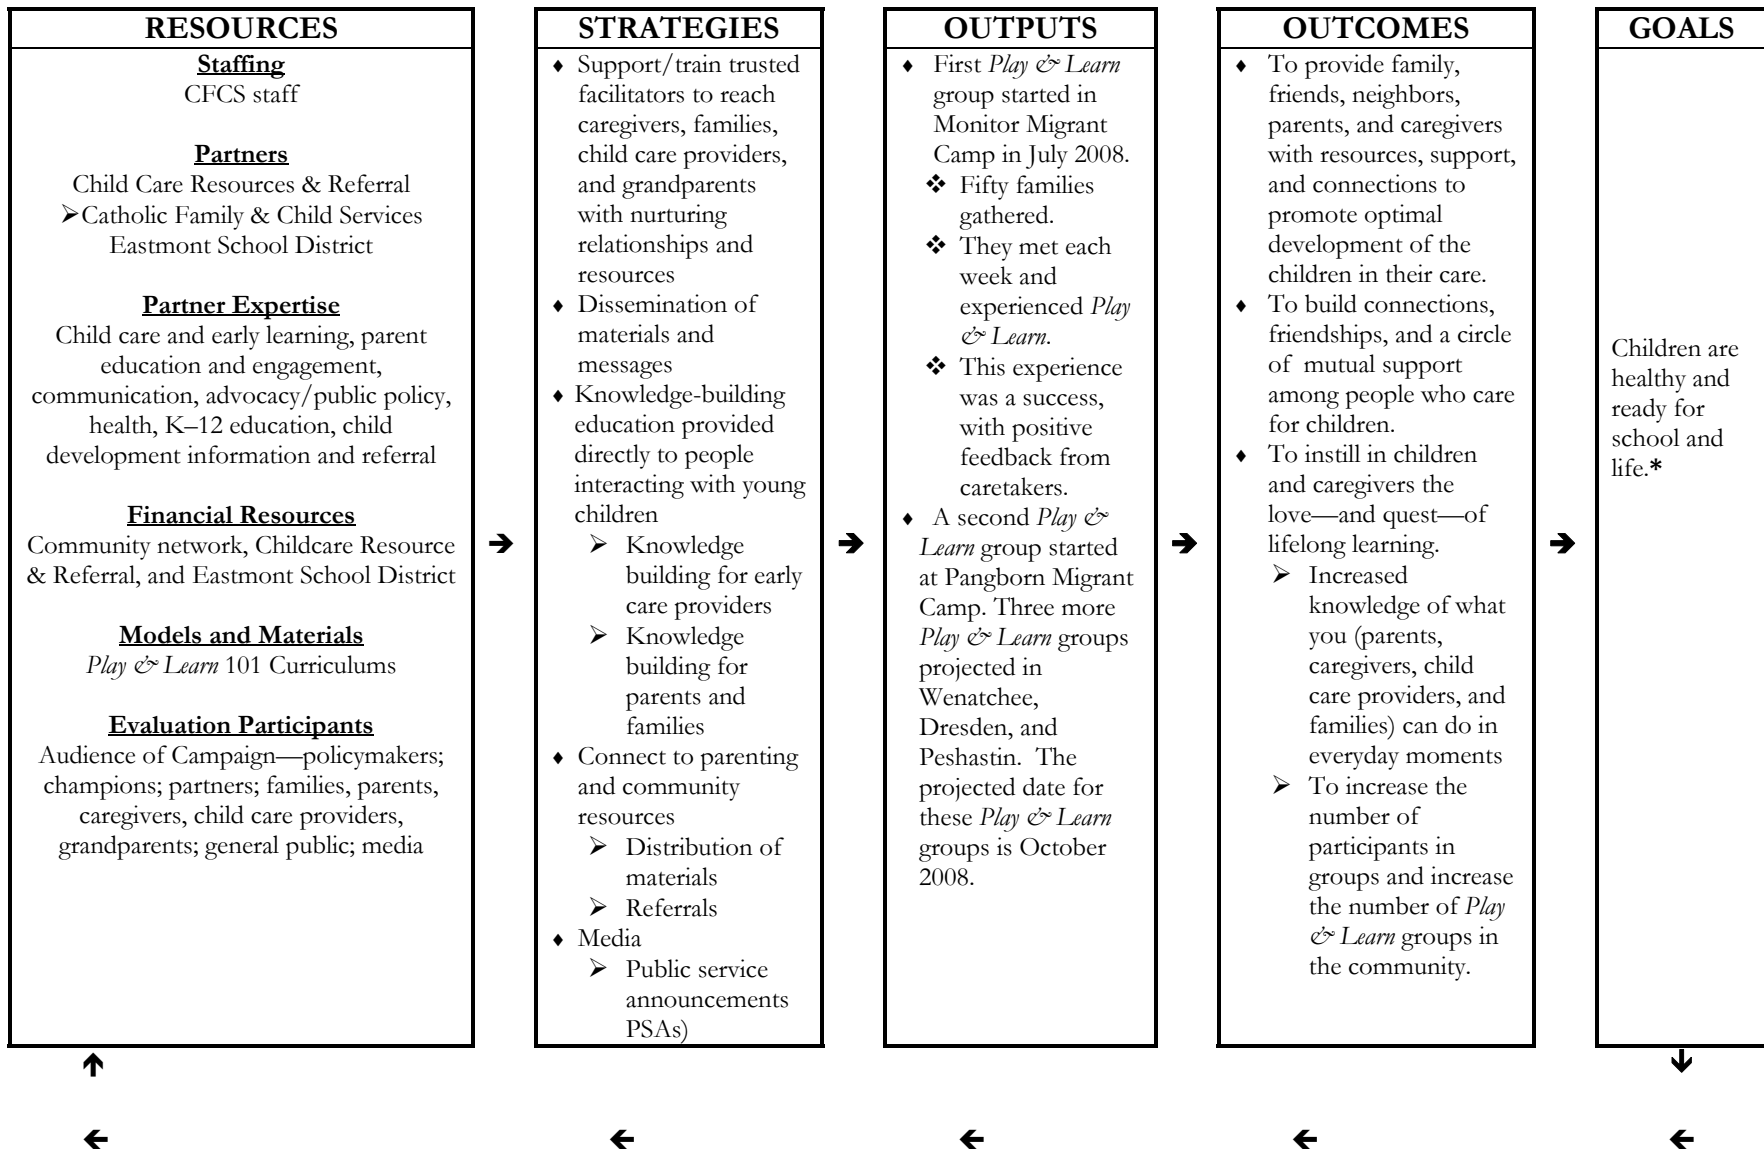 RESOURCES
Staffing
CFCS staff
Partners
Child Care Resources & Referral
➢Catholic Family & Child Services
Eastmont School District
Partner Expertise
Child care and early learning, parent
education and engagement,
communication, advocacy/public policy,
health, K–12 education, child
development information and referral
Financial Resources
Community network, Childcare Resource
& Referral, and Eastmont School District
Models and Materials
Play & Learn 101 Curriculums
Evaluation Participants
Audience of Campaign—policymakers;
champions; partners; families, parents,
caregivers, child care providers,
grandparents; general public; media
STRATEGIES
♦ Support/train trusted
facilitators to reach
caregivers, families,
child care providers,
and grandparents
with nurturing
relationships and
resources
♦ Dissemination of
materials and
messages
♦ Knowledge-building
education provided
directly to people
interacting with young
children
➢ Knowledge
building for early
care providers
➢ Knowledge
building for
parents and
families
♦ Connect to parenting
and community
resources
➢ Distribution of
materials
➢ Referrals
♦ Media
➢ Public service
announcements
PSAs)
OUTPUTS
♦ First Play & Learn
group started in
Monitor Migrant
Camp in July 2008.
❖ Fifty families
gathered.
❖ They met each
week and
experienced Play
& Learn.
❖ This experience
was a success,
with positive
feedback from
caretakers.
♦ A second Play &
Learn group started
at Pangborn Migrant
Camp. Three more
Play & Learn groups
projected in
Wenatchee,
Dresden, and
Peshastin. The
projected date for
these Play & Learn
groups is October
2008.
OUTCOMES
♦ To provide family,
friends, neighbors,
parents, and caregivers
with resources, support,
and connections to
promote optimal
development of the
children in their care.
♦ To build connections,
friendships, and a circle
of mutual support
among people who care
for children.
♦ To instill in children
and caregivers the
love—and quest—of
lifelong learning.
➢ Increased
knowledge of what
you (parents,
caregivers, child
care providers, and
families) can do in
everyday moments
➢ To increase the
number of
participants in
groups and increase
the number of Play
& Learn groups in
the community.
GOALS
Children are
healthy and
ready for
school and
life.*